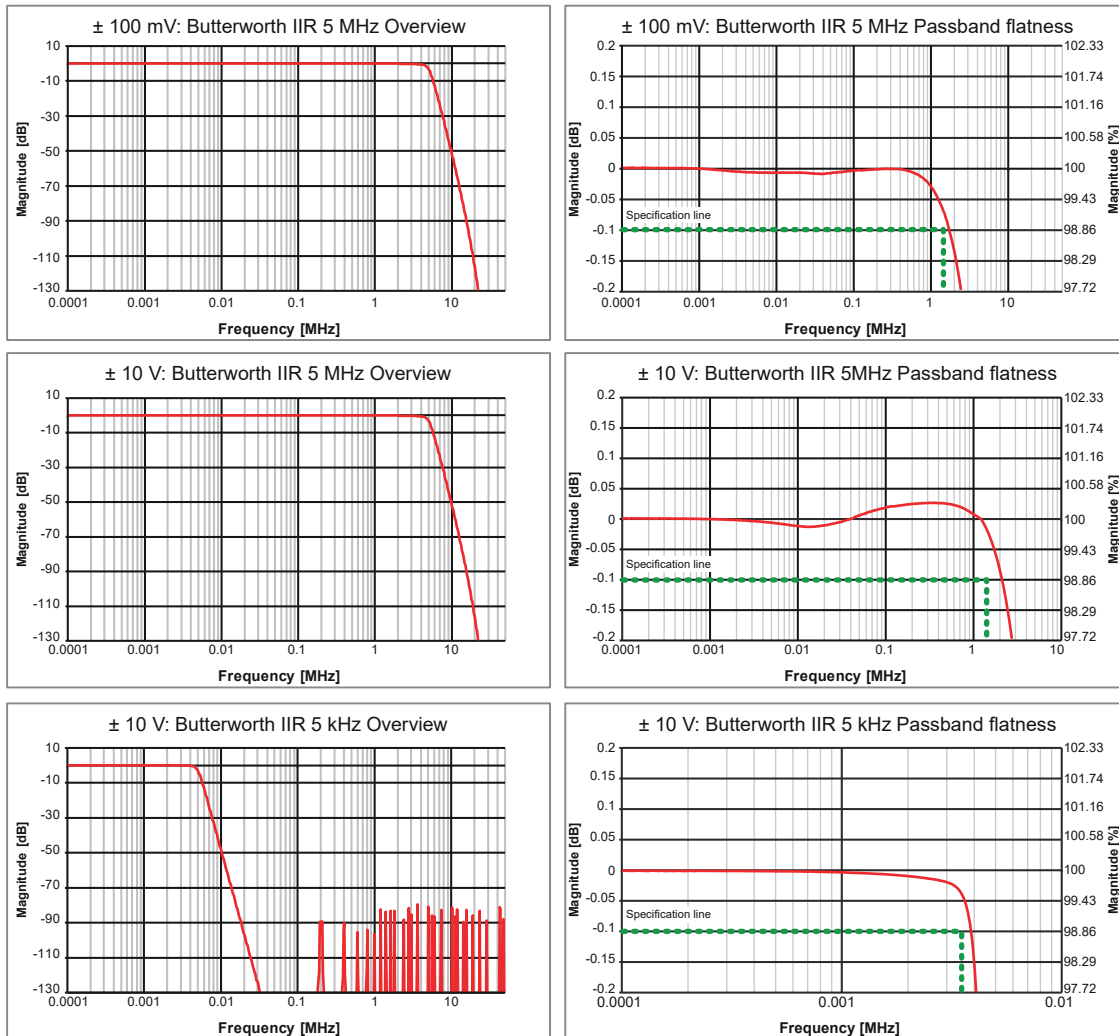 ± 100 mV: Butterworth IIR 5 MHz Overview
10
-10
-30
-50
-70
-90
-110
-130
Magnitude [dB]
0.0001 0.001 0.01 0.1 1 10
Frequency [MHz]
± 100 mV: Butterworth IIR 5 MHz Passband flatness
0.2 102.33
0.15 101.74
0.1 101.16
0.05 100.58
0 100
-0.05 99.43
Specification line
-0.1 98.86
-0.15 98.29
-0.2 97.72
Magnitude [dB]
Magnitude [%]
0.0001 0.001 0.01 0.1 1 10
Frequency [MHz]
± 10 V: Butterworth IIR 5 MHz Overview
10
-10
-30
-50
-70
-90
-110
-130
Magnitude [dB]
0.0001 0.001 0.01 0.1 1 10
Frequency [MHz]
± 10 V: Butterworth IIR 5MHz Passband flatness
0.2 102.33
0.15 101.74
0.1 101.16
0.05 100.58
0 100
-0.05 99.43
Specification line
-0.1 98.86
-0.15 98.29
-0.2 97.72
Magnitude [dB]
Magnitude [%]
0.0001 0.001 0.01 0.1 1 10
Frequency [MHz]
± 10 V: Butterworth IIR 5 kHz Overview
10
-10
-30
-50
-70
-90
-110
-130
Magnitude [dB]
0.0001 0.001 0.01 0.1 1 10
Frequency [MHz]
± 10 V: Butterworth IIR 5 kHz Passband flatness
0.2 102.33
0.15 101.74
0.1 101.16
0.05 100.58
0 100
-0.05 99.43
Specification line
-0.1 98.86
-0.15 98.29
-0.2 97.72
Magnitude [dB]
Magnitude [%]
0.0001 0.001 0.01
Frequency [MHz]